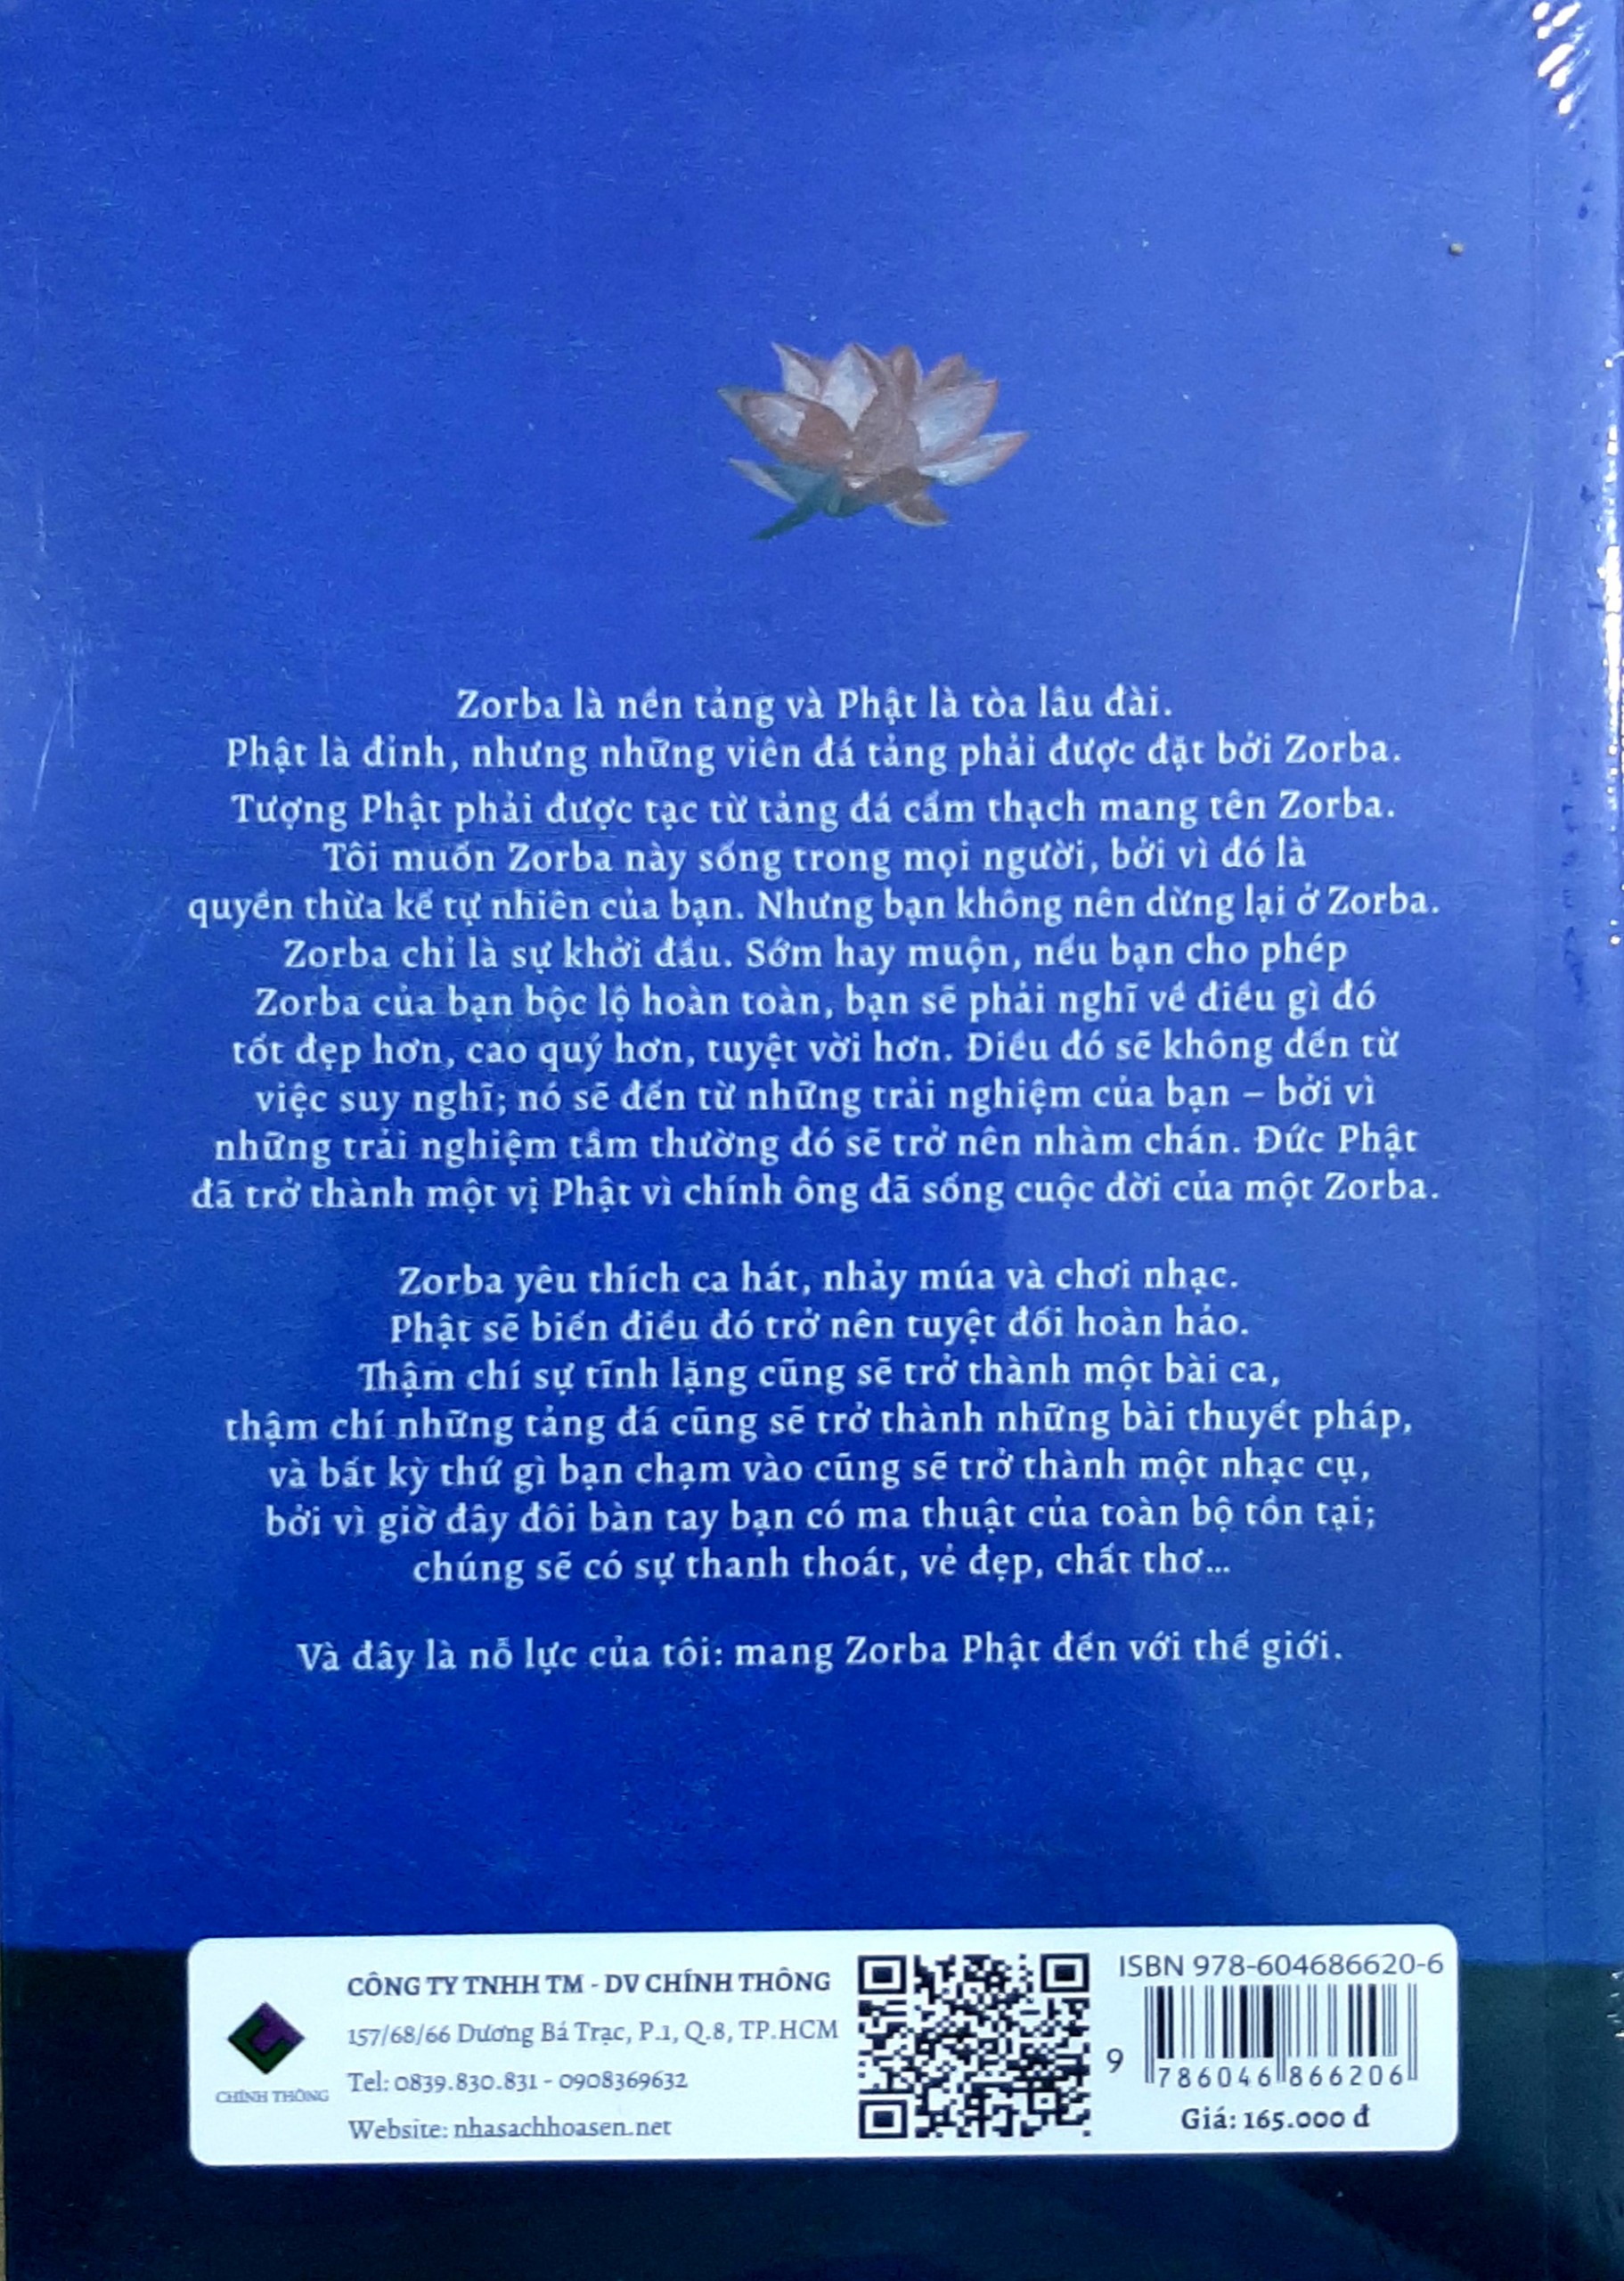 Zorba là nền tảng và Phật là tòa lâu đài.
Phật là đỉnh, nhưng những viên đá tảng phải được đặt bởi Zorba.
Tượng Phật phải được tạc từ tảng đá cẩm thạch mang tên Zorba.
Tôi muốn Zorba này sống trong mọi người, bởi vì đó là
quyền thừa kế tự nhiên của bạn. Nhưng bạn không nên dừng lại ở Zorba.
Zorba chỉ là sự khởi đầu. Sớm hay muộn, nếu bạn cho phép
Zorba của bạn bộc lộ hoàn toàn, bạn sẽ phải nghĩ về điều gì đó
tốt đẹp hơn, cao quý hơn, tuyệt vời hơn. Điều đó sẽ không đến từ
việc suy nghĩ; nó sẽ đến từ những trải nghiệm của bạn – bởi vì
những trải nghiệm tầm thường đó sẽ trở nên nhàm chán. Đức Phật
đã trở thành một vị Phật vì chính ông đã sống cuộc đời của một Zorba.
Zorba yêu thích ca hát, nhảy múa và chơi nhạc.
Phật sẽ biến điều đó trở nên tuyệt đối hoàn hảo.
Thậm chí sự tĩnh lặng cũng sẽ trở thành một bài ca,
thậm chí những tảng đá cũng sẽ trở thành những bài thuyết pháp,
và bất kỳ thứ gì bạn chạm vào cũng sẽ trở thành một nhạc cụ,
bởi vì giờ đây đôi bàn tay bạn có ma thuật của toàn bộ tồn tại;
chúng sẽ có sự thanh thoát, vẻ đẹp, chất thơ...
Và đây là nỗ lực của tôi: mang Zorba Phật đến với thế giới.
CHÍNH THÔNG
CÔNG TY TNHH TM - DV CHÍNH THÔNG
157/68/66 Dương Bá Trạc, P.1, Q.8, TP.HCM
Tel: 0839.830.831 - 0908369632
Website: nhasachhoasen.net
ISBN 978-604686620-6
9 786046 866206
Giá: 165.000 đ